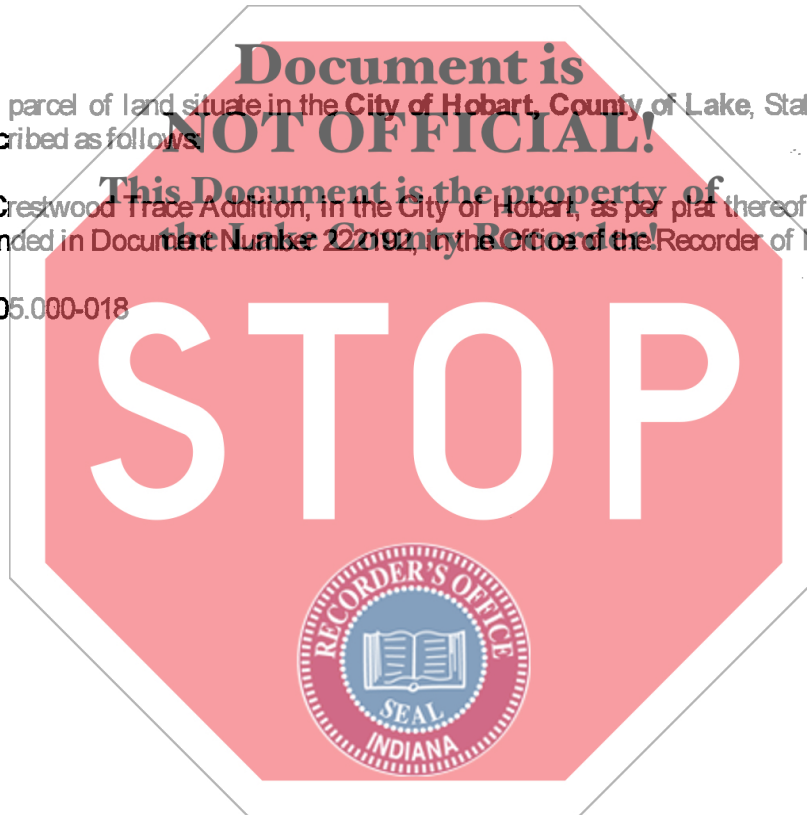 Document is
parcel of land situate in the City of Hobart, County of Lake, Stat
cribed as follows:
NOT OFFICIAL!
This Document is the property of
Crestwood Trace Addition, in the City of Hobart, as per plat thereof
nded in Document Number 222192, in the Office of the Recorder of
the Lake County Recorder!
05.000-018
STOP
RECORDER'S OFFICE
SEAL
INDIANA